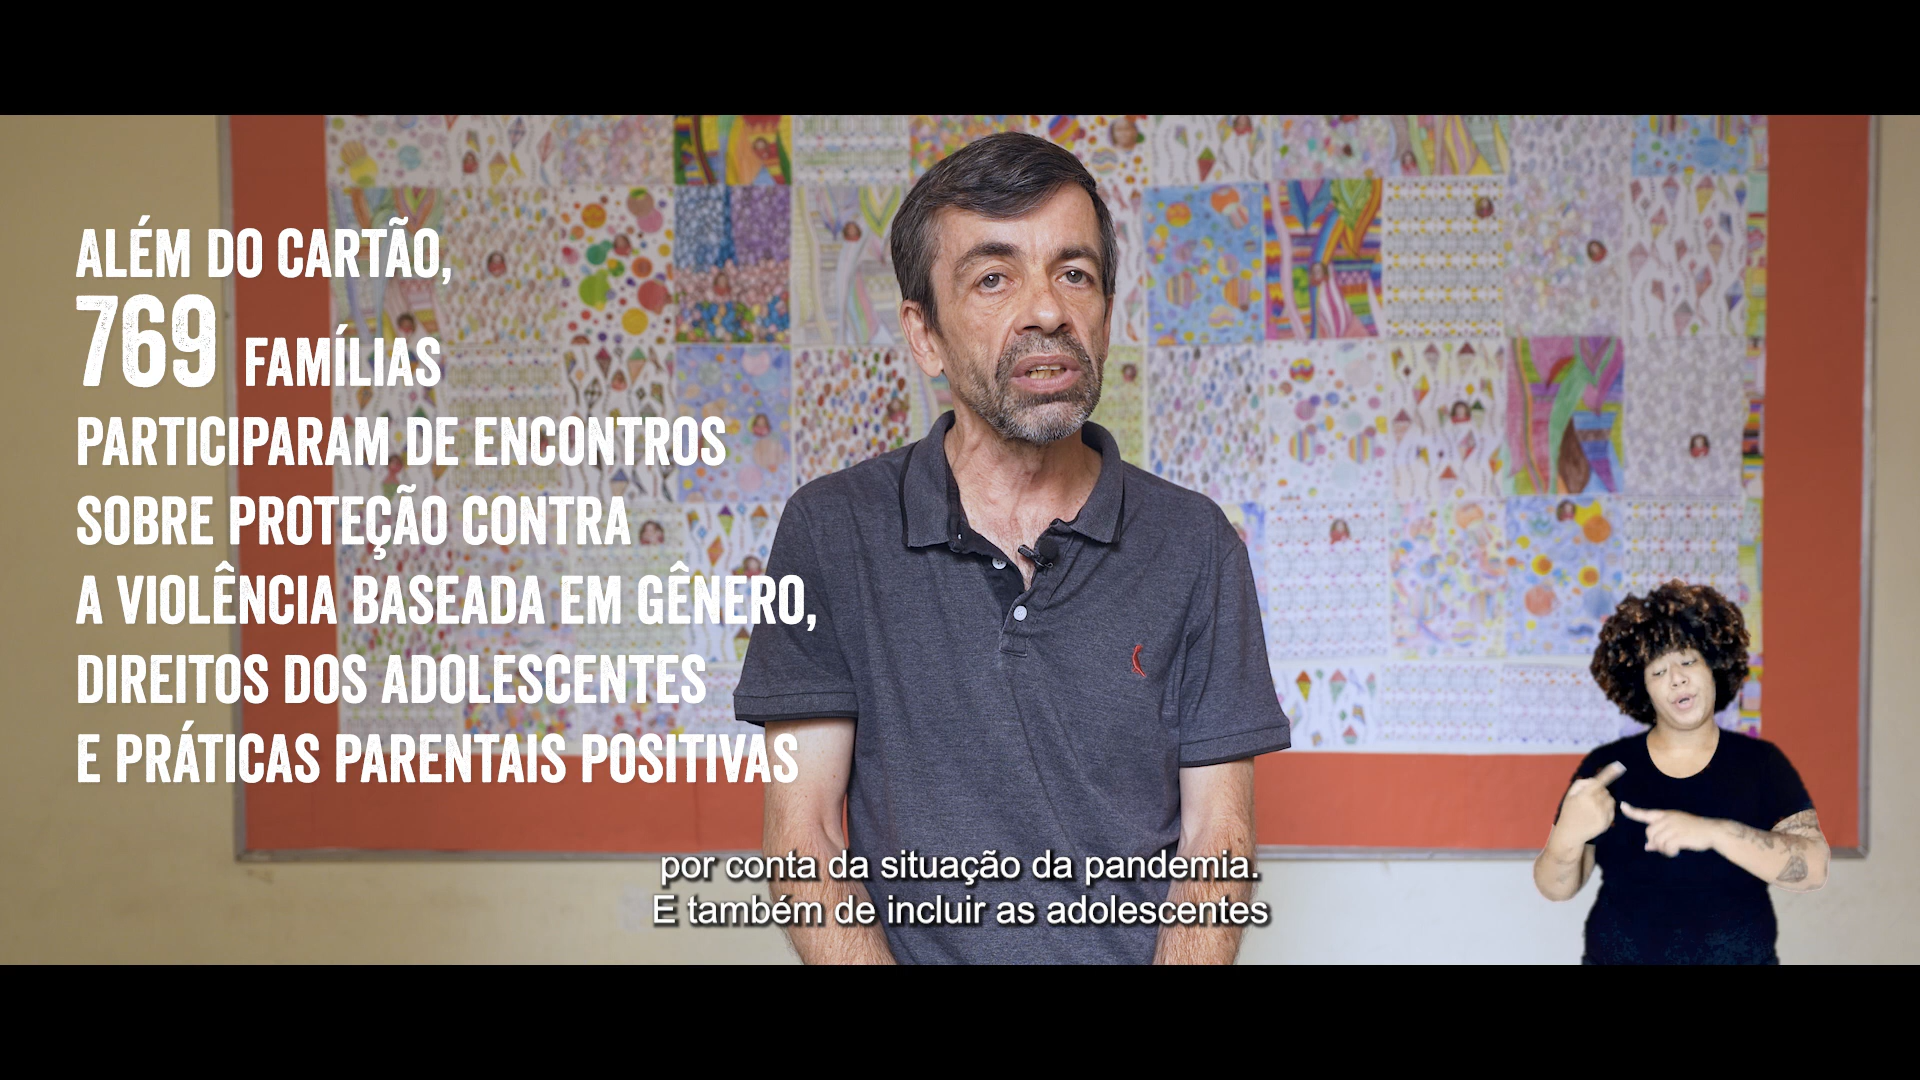 ALÉM DO CARTÃO,
769 FAMÍLIAS
PARTICIPARAM DE ENCONTROS
SOBRE PROTEÇÃO CONTRA
A VIOLÊNCIA BASEADA EM GÊNERO,
DIREITOS DOS ADOLESCENTES
E PRÁTICAS PARENTAIS POSITIVAS
por conta da situação da pandemia.
E também de incluir as adolescentes